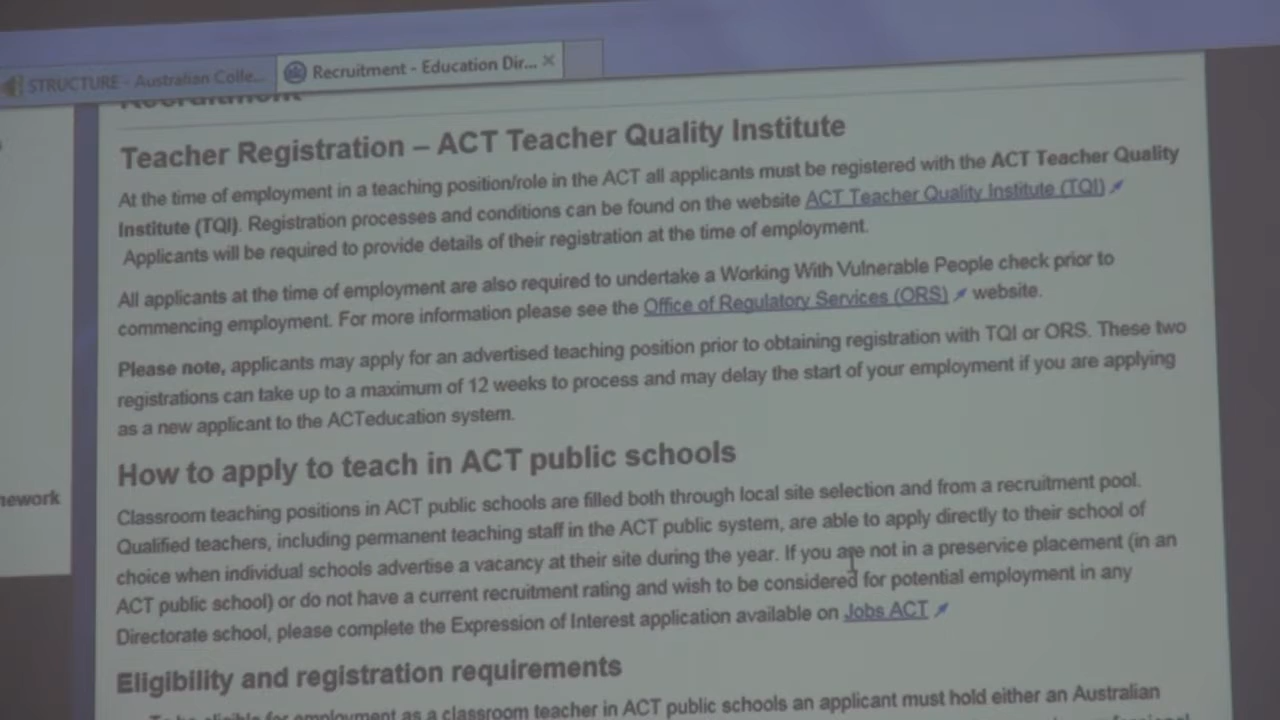 STRUCTURE - Australian Colle...
Recruitment - Education Dir...
Recruitment
Teacher Registration – ACT Teacher Quality Institute
At the time of employment in a teaching position/role in the ACT all applicants must be registered with the ACT Teacher Quality
Institute (TQI). Registration processes and conditions can be found on the website ACT Teacher Quality Institute (TQI)
Applicants will be required to provide details of their registration at the time of employment.
All applicants at the time of employment are also required to undertake a Working With Vulnerable People check prior to
commencing employment. For more information please see the Office of Regulatory Services (ORS) website.
Please note, applicants may apply for an advertised teaching position prior to obtaining registration with TQI or ORS. These two
registrations can take up to a maximum of 12 weeks to process and may delay the start of your employment if you are applying
as a new applicant to the ACTeducation system.
How to apply to teach in ACT public schools
Classroom teaching positions in ACT public schools are filled both through local site selection and from a recruitment pool.
Qualified teachers, including permanent teaching staff in the ACT public system, are able to apply directly to their school of
choice when individual schools advertise a vacancy at their site during the year. If you are not in a preservice placement (in an
ACT public school) or do not have a current recruitment rating and wish to be considered for potential employment in any
Directorate school, please complete the Expression of Interest application available on Jobs ACT
nework
Eligibility and registration requirements
To be eligible for employment as a classroom teacher in ACT public schools an applicant must hold either an Australian